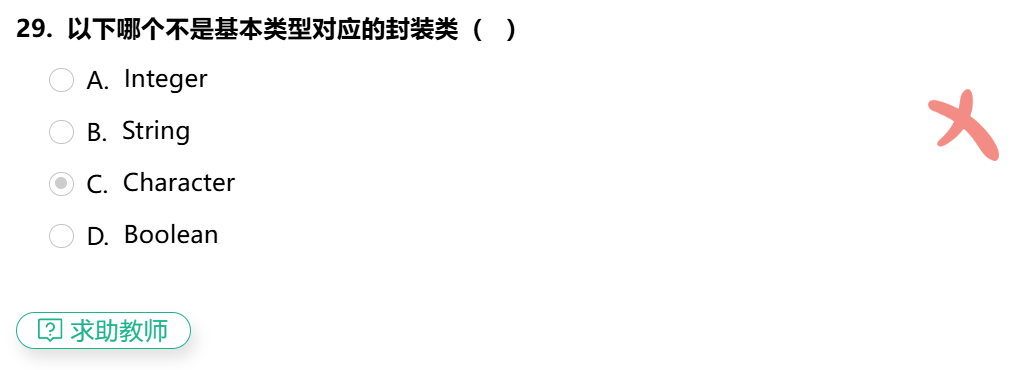 29. 以下哪个不是基本类型对应的封装类（ ）
A. Integer
B. String
C. Character
D. Boolean
求助教师